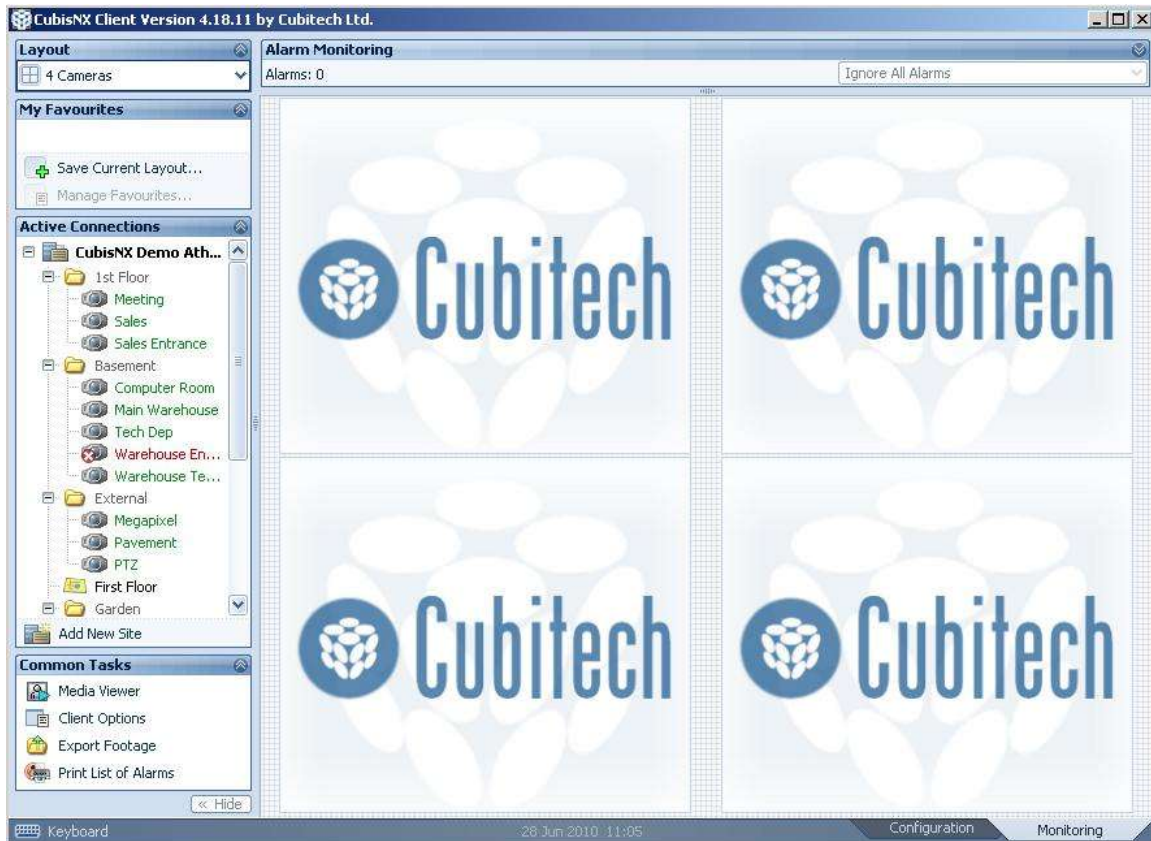 CubisNX Client Version 4.18.11 by Cubitech Ltd.
Layout
4 Cameras
My Favourites
Save Current Layout...
Manage Favourites...
Active Connections
CubisNX Demo Ath...
1st Floor
Meeting
Sales
Sales Entrance
Basement
Computer Room
Main Warehouse
Tech Dep
Warehouse En...
Warehouse Te...
External
Megapixel
Pavement
PTZ
First Floor
Garden
Add New Site
Common Tasks
Media Viewer
Client Options
Export Footage
Print List of Alarms
« Hide
Alarm Monitoring
Alarms: 0 Ignore All Alarms
Cubitech Cubitech
Cubitech Cubitech
Keyboard 28 Jun 2010 11:05 Configuration Monitoring